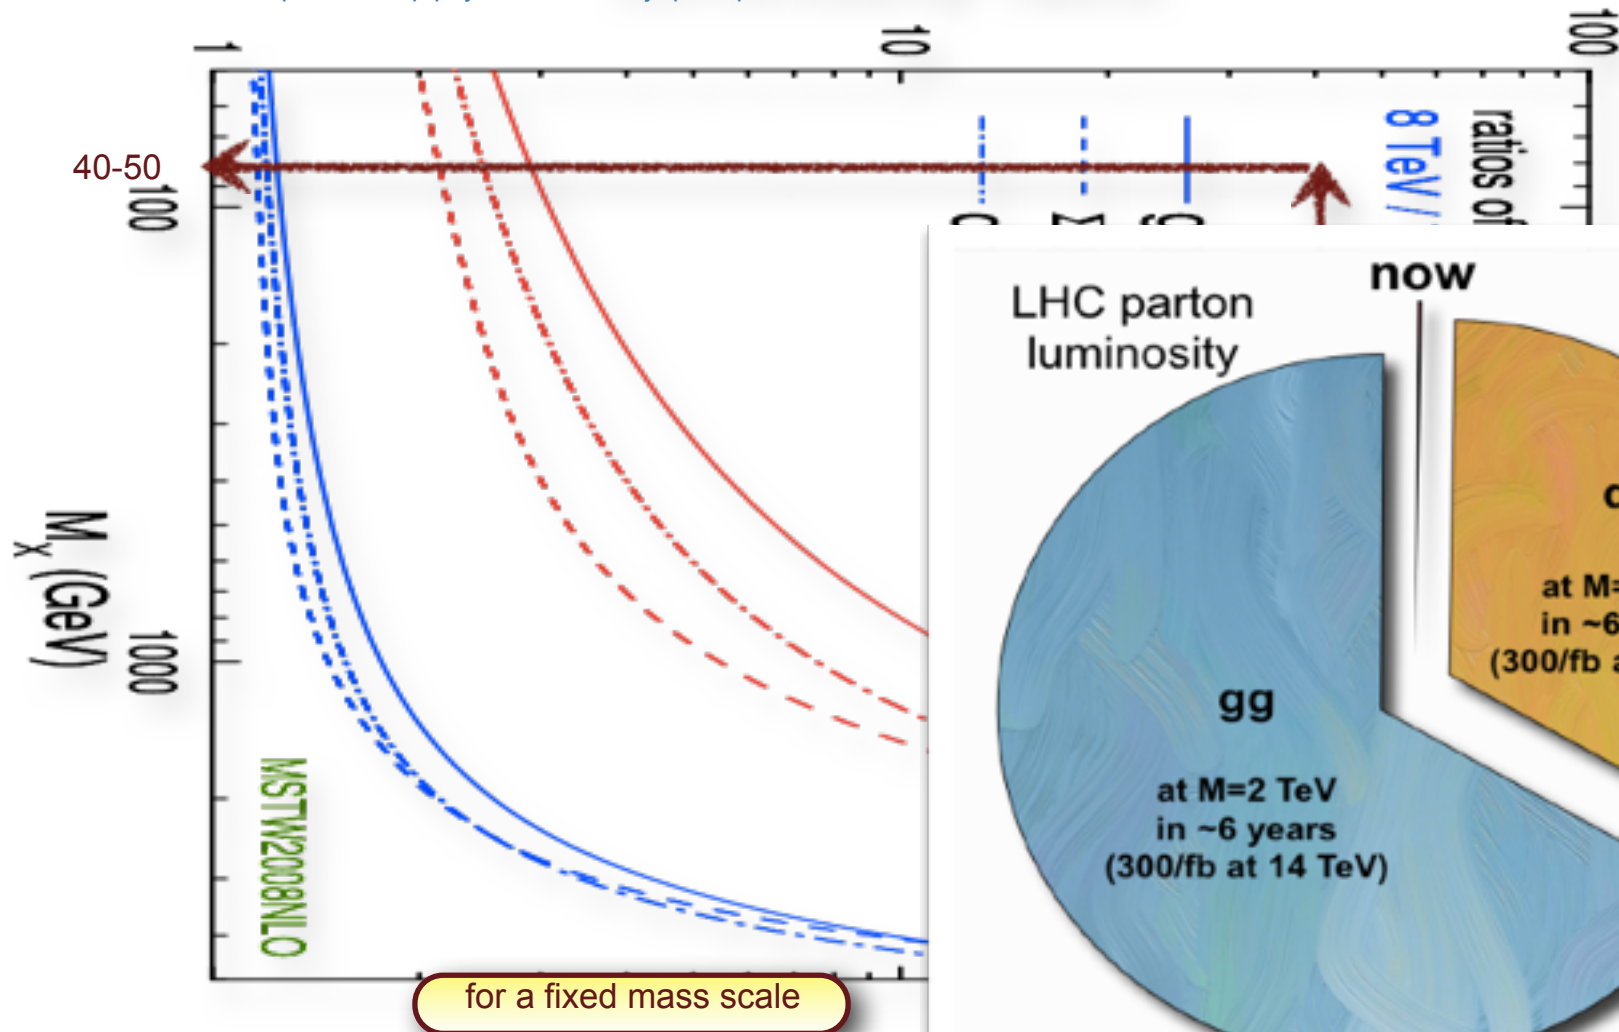 1
10
100
ratios of
8 TeV /
40-50
100
1000
M_X (GeV)
MSTW2008NLO
for a fixed mass scale
now
LHC parton
luminosity
gg
at M=2 TeV
in ~6 years
(300/fb at 14 TeV)
at M=
in ~6
(300/fb